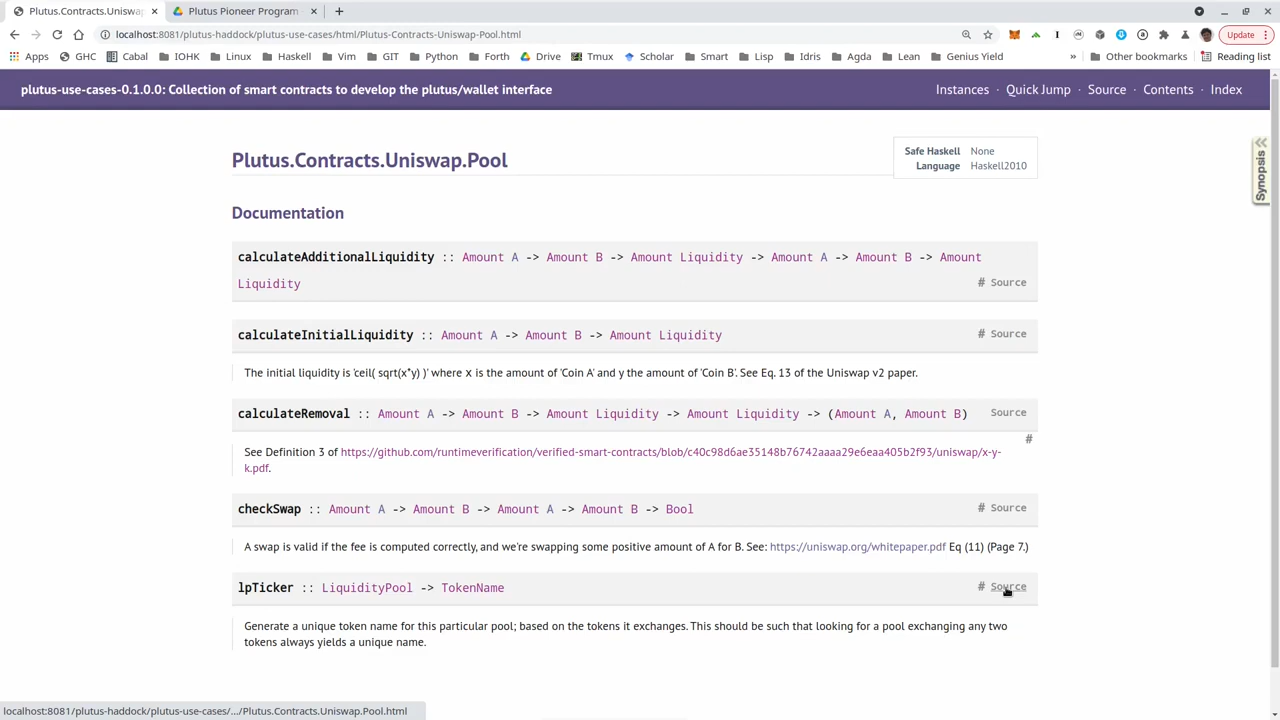 Plutus.Contracts.Uniswa
Plutus Pioneer Program
localhost:8081/plutus-haddock/plutus-use-cases/html/Plutus-Contracts-Uniswap-Pool.html
Update
Apps GHC Cabal IOHK Linux Haskell Vim GIT Python Forth Drive Tmux Scholar Smart Lisp Idris Agda Lean Genius Yield » Other bookmarks Reading list
plutus-use-cases-0.1.0.0: Collection of smart contracts to develop the plutus/wallet interface
Instances · Quick Jump · Source · Contents · Index
Plutus.Contracts.Uniswap.Pool
Safe Haskell None
Language Haskell2010
Synopsis
Documentation
calculateAdditionalLiquidity :: Amount A -> Amount B -> Amount Liquidity -> Amount A -> Amount B -> Amount
Liquidity # Source
calculateInitialLiquidity :: Amount A -> Amount B -> Amount Liquidity # Source
The initial liquidity is 'ceil( sqrt(x*y) )' where x is the amount of 'Coin A' and y the amount of 'Coin B'. See Eq. 13 of the Uniswap v2 paper.
calculateRemoval :: Amount A -> Amount B -> Amount Liquidity -> Amount Liquidity -> (Amount A, Amount B) Source
#
See Definition 3 of https://github.com/runtimeverification/verified-smart-contracts/blob/c40c98d6ae35148b76742aaaa29e6eaa405b2f93/uniswap/x-y-
k.pdf.
checkSwap :: Amount A -> Amount B -> Amount A -> Amount B -> Bool # Source
A swap is valid if the fee is computed correctly, and we're swapping some positive amount of A for B. See: https://uniswap.org/whitepaper.pdf Eq (11) (Page 7.)
lpTicker :: LiquidityPool -> TokenName # Source
Generate a unique token name for this particular pool; based on the tokens it exchanges. This should be such that looking for a pool exchanging any two
tokens always yields a unique name.
localhost:8081/plutus-haddock/plutus-use-cases/.../Plutus.Contracts.Uniswap.Pool.html